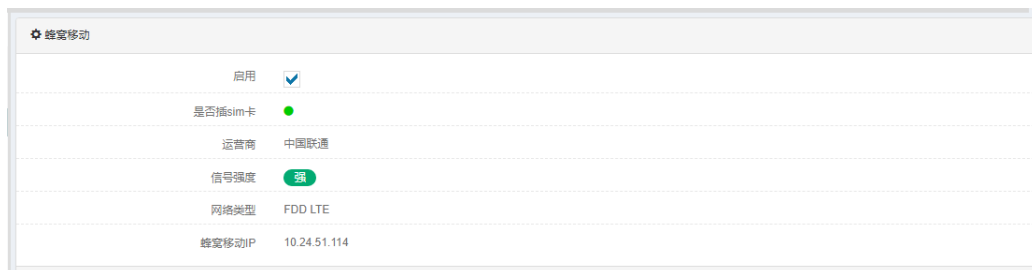 蜂窝移动
启用
是否插sim卡
运营商 中国联通
信号强度 强
网络类型 FDD LTE
蜂窝移动IP 10.24.51.114